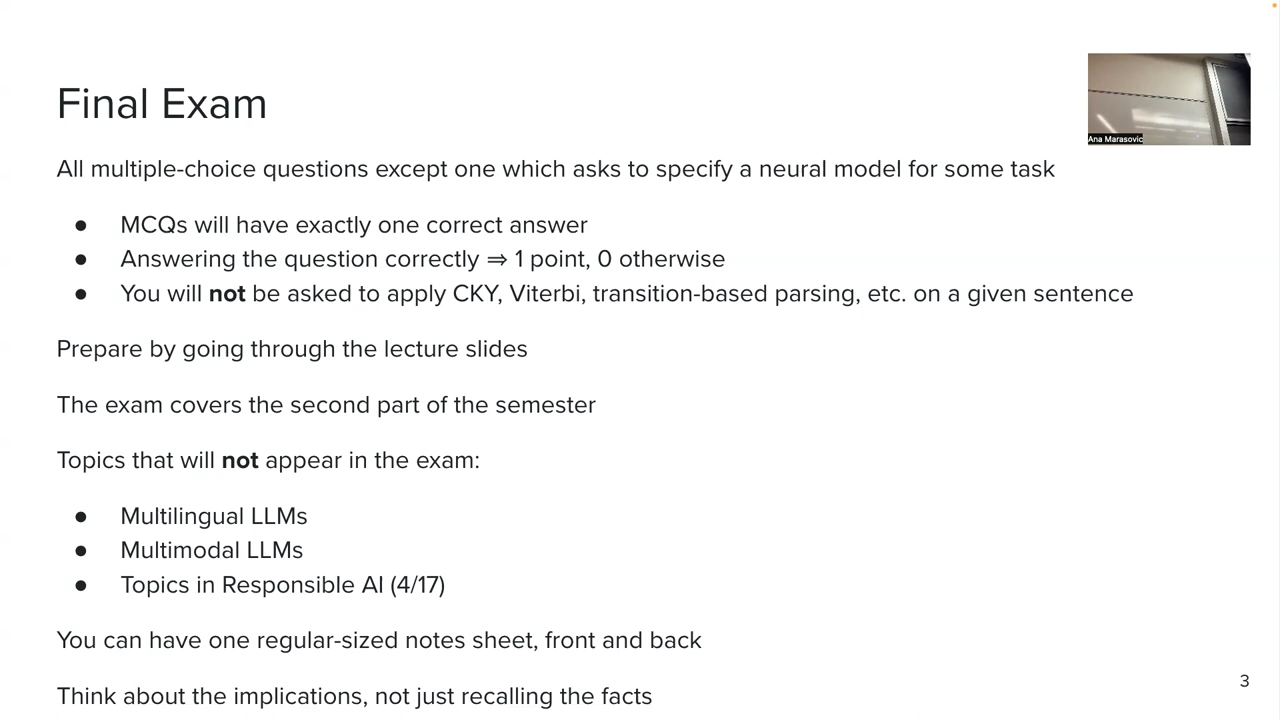 Final Exam
Ana Marasovic
All multiple-choice questions except one which asks to specify a neural model for some task
● MCQs will have exactly one correct answer
● Answering the question correctly ⇒ 1 point, 0 otherwise
● You will not be asked to apply CKY, Viterbi, transition-based parsing, etc. on a given sentence
Prepare by going through the lecture slides
The exam covers the second part of the semester
Topics that will not appear in the exam:
● Multilingual LLMs
● Multimodal LLMs
● Topics in Responsible AI (4/17)
You can have one regular-sized notes sheet, front and back
Think about the implications, not just recalling the facts
3